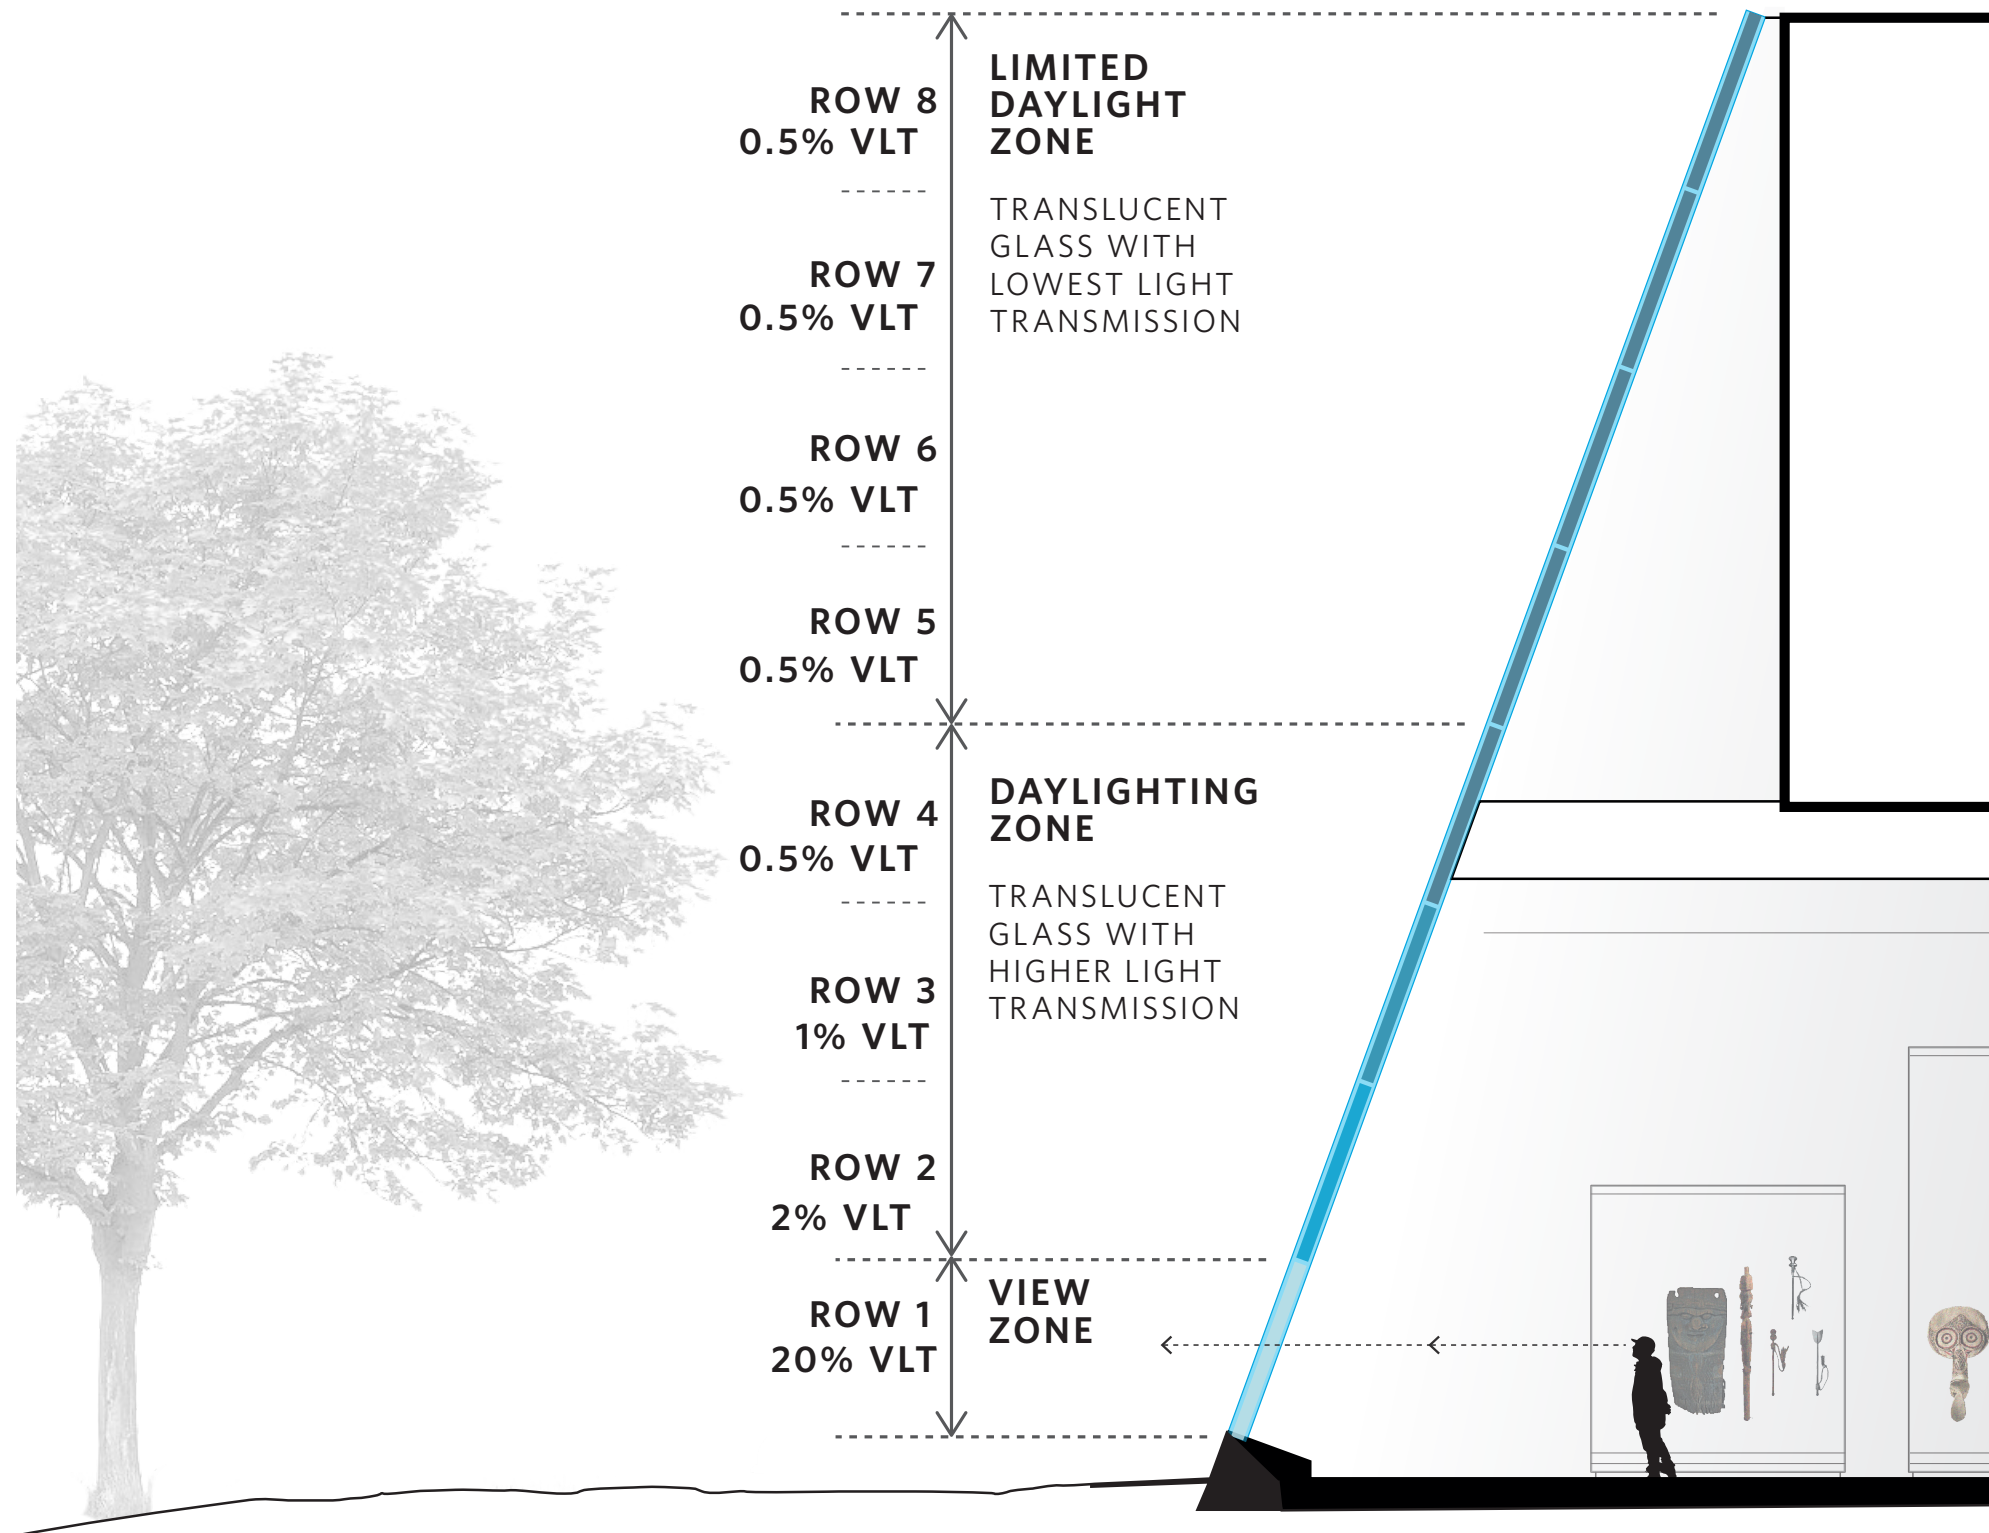 LIMITED
DAYLIGHT
ZONE
TRANSLUCENT
GLASS WITH
LOWEST LIGHT
TRANSMISSION
ROW 8
0.5% VLT
ROW 7
0.5% VLT
ROW 6
0.5% VLT
ROW 5
0.5% VLT
DAYLIGHTING
ZONE
TRANSLUCENT
GLASS WITH
HIGHER LIGHT
TRANSMISSION
ROW 4
0.5% VLT
ROW 3
1% VLT
ROW 2
2% VLT
VIEW
ZONE
ROW 1
20% VLT